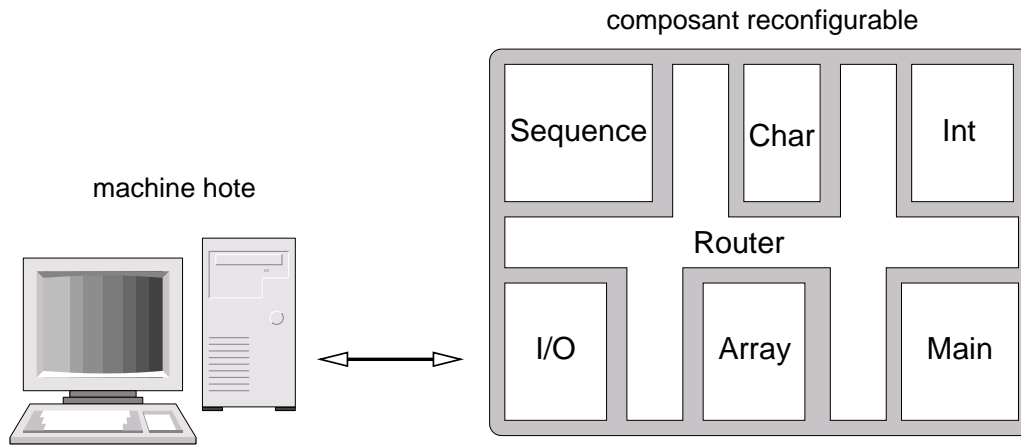 composant reconfigurable
Sequence
Char
Int
machine hote
Router
I/O
Array
Main